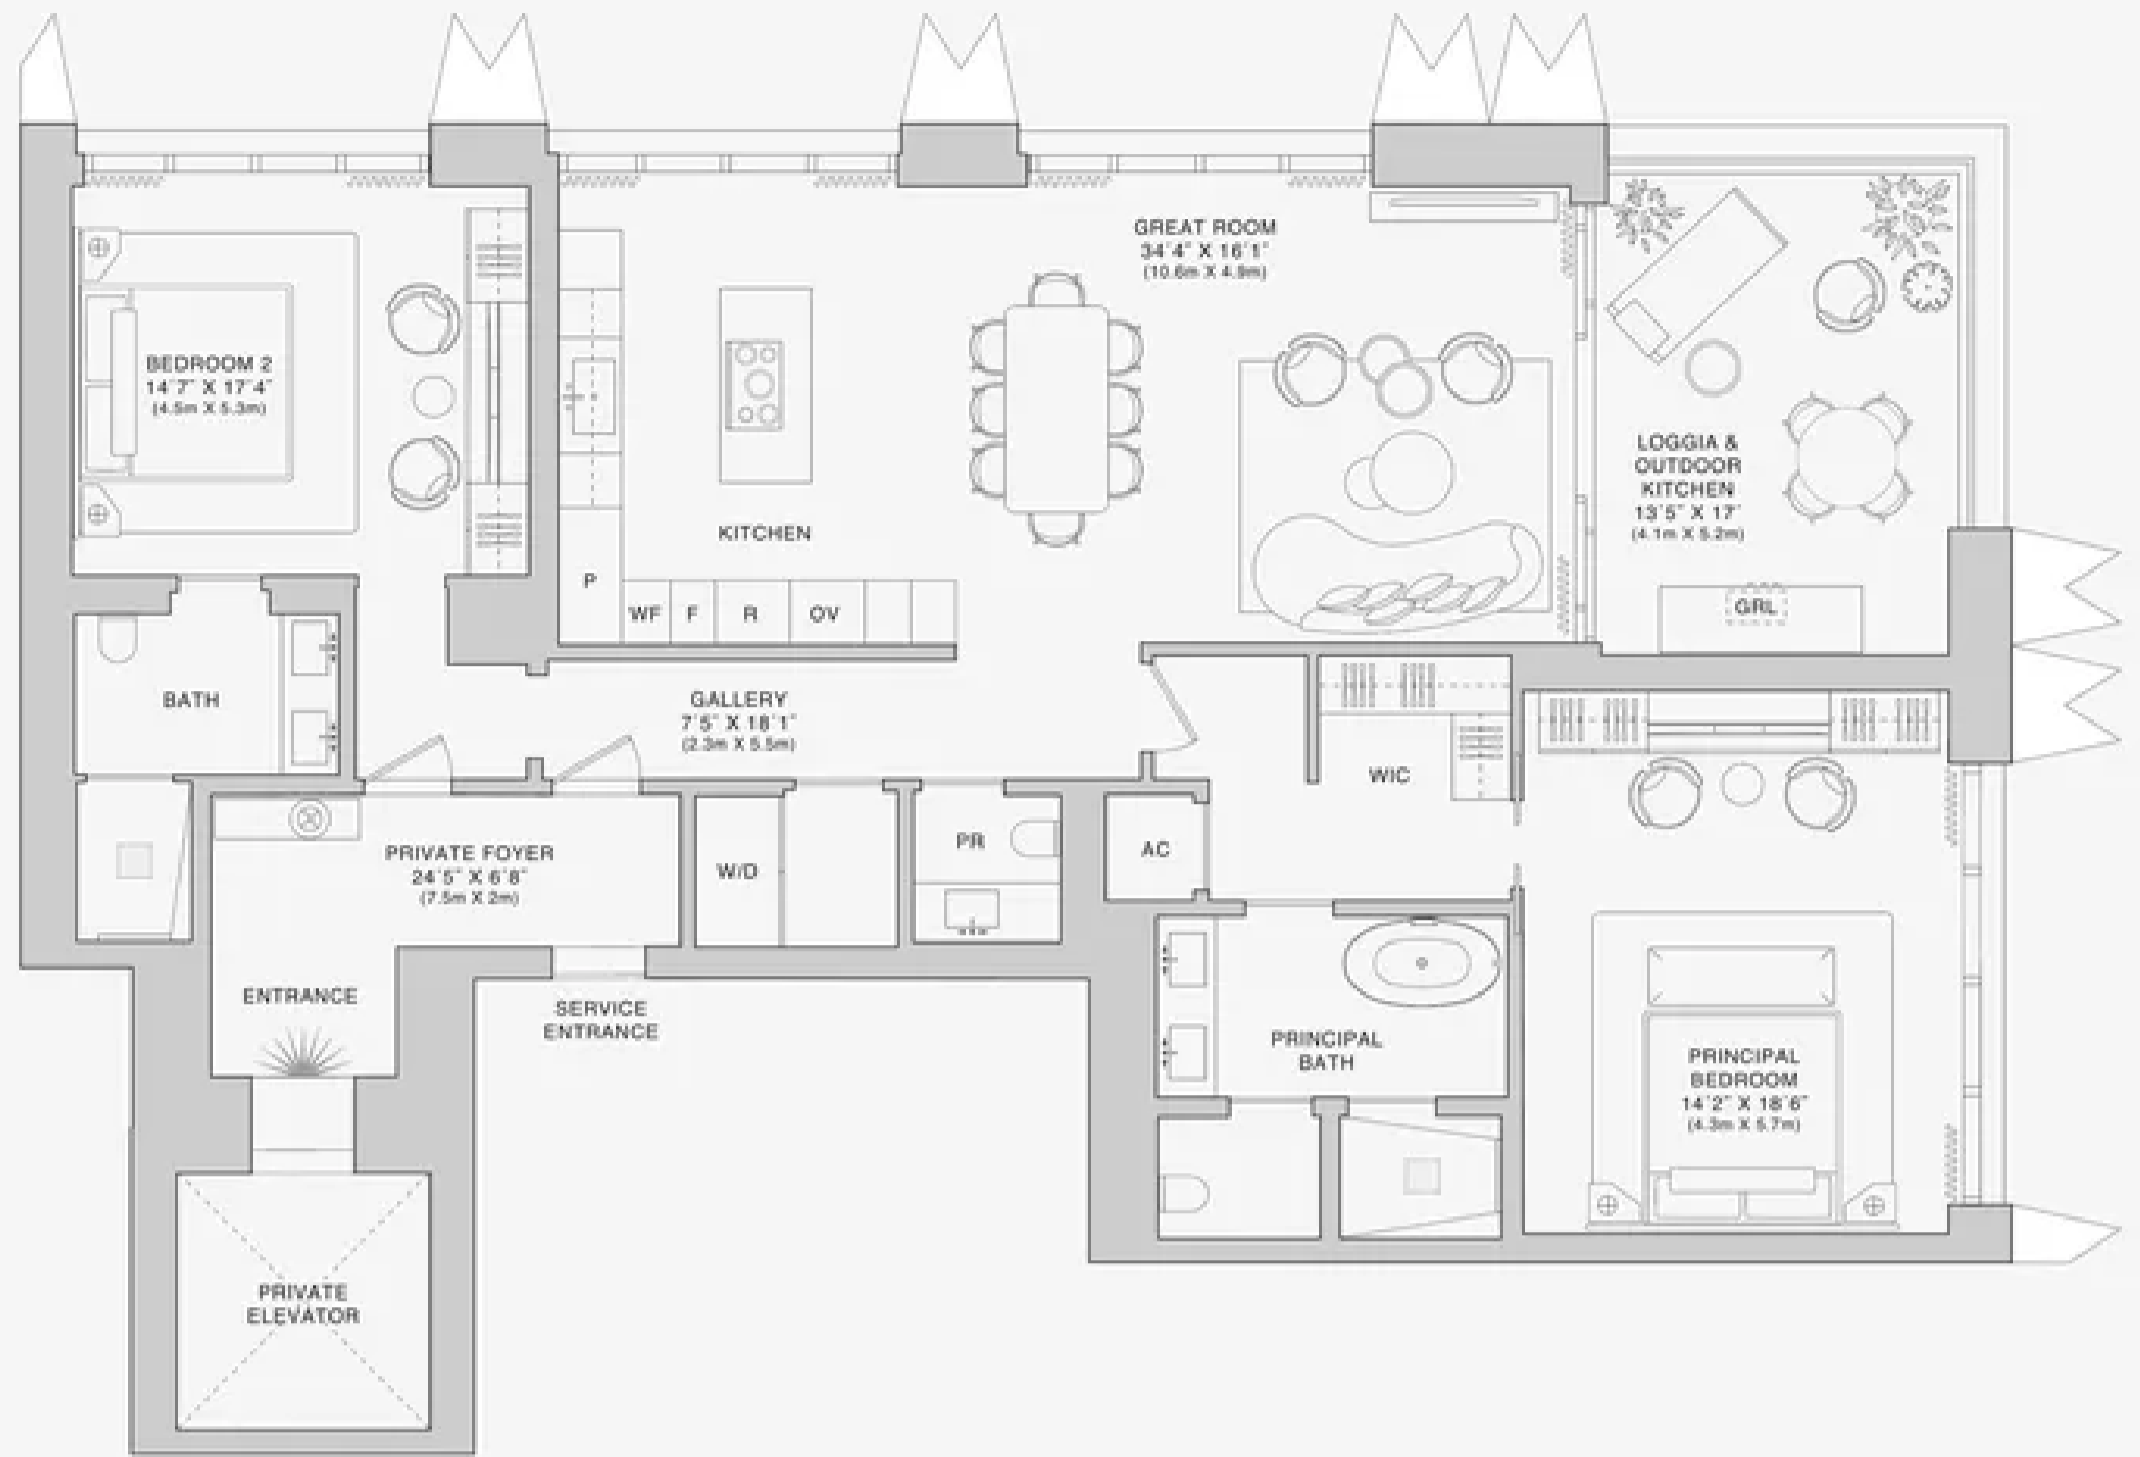 GREAT ROOM
34'4" X 16'1"
(10.6m X 4.9m)
BEDROOM 2
14'7" X 17'4"
(4.5m X 5.3m)
LOGGIA &
OUTDOOR
KITCHEN
13'5" X 17'
(4.1m X 5.2m)
KITCHEN
P
WF
F
R
OV
GRL
BATH
GALLERY
7'5" X 18'1"
(2.3m X 5.5m)
WIC
PRIVATE FOYER
24'5" X 6'8"
(7.5m X 2m)
W/D
PR
AC
ENTRANCE
SERVICE
ENTRANCE
PRINCIPAL
BATH
PRINCIPAL
BEDROOM
14'2" X 18'6"
(4.3m X 5.7m)
PRIVATE
ELEVATOR